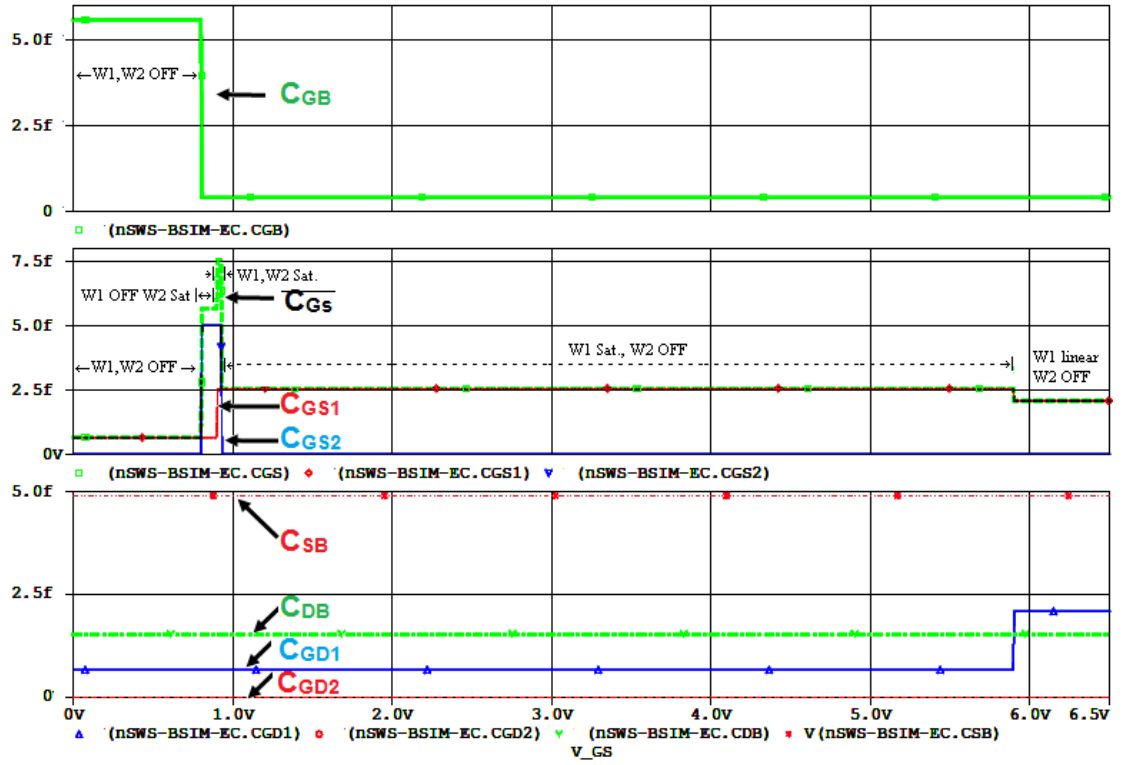 5.0f
←W1,W2 OFF→
CGB
2.5f
0
(nSWS-BSIM-EC.CGB)
7.5f
W1,W2 Sat.
W1 OFF W2 Sat
CGs
5.0f
W1 Sat., W2 OFF
W1 linear
W2 OFF
←W1,W2 OFF→
2.5f
CGS1
CGS2
0V
(nSWS-BSIM-EC.CGS) (nSWS-BSIM-EC.CGS1) (nSWS-BSIM-EC.CGS2)
5.0f
CSB
2.5f
CDB
CGD1
CGD2
0
0V 1.0V 2.0V 3.0V 4.0V 5.0V 6.0V 6.5V
(nSWS-BSIM-EC.CGD1) (nSWS-BSIM-EC.CGD2) (nSWS-BSIM-EC.CDB) V(nSWS-BSIM-EC.CSB)
V_GS